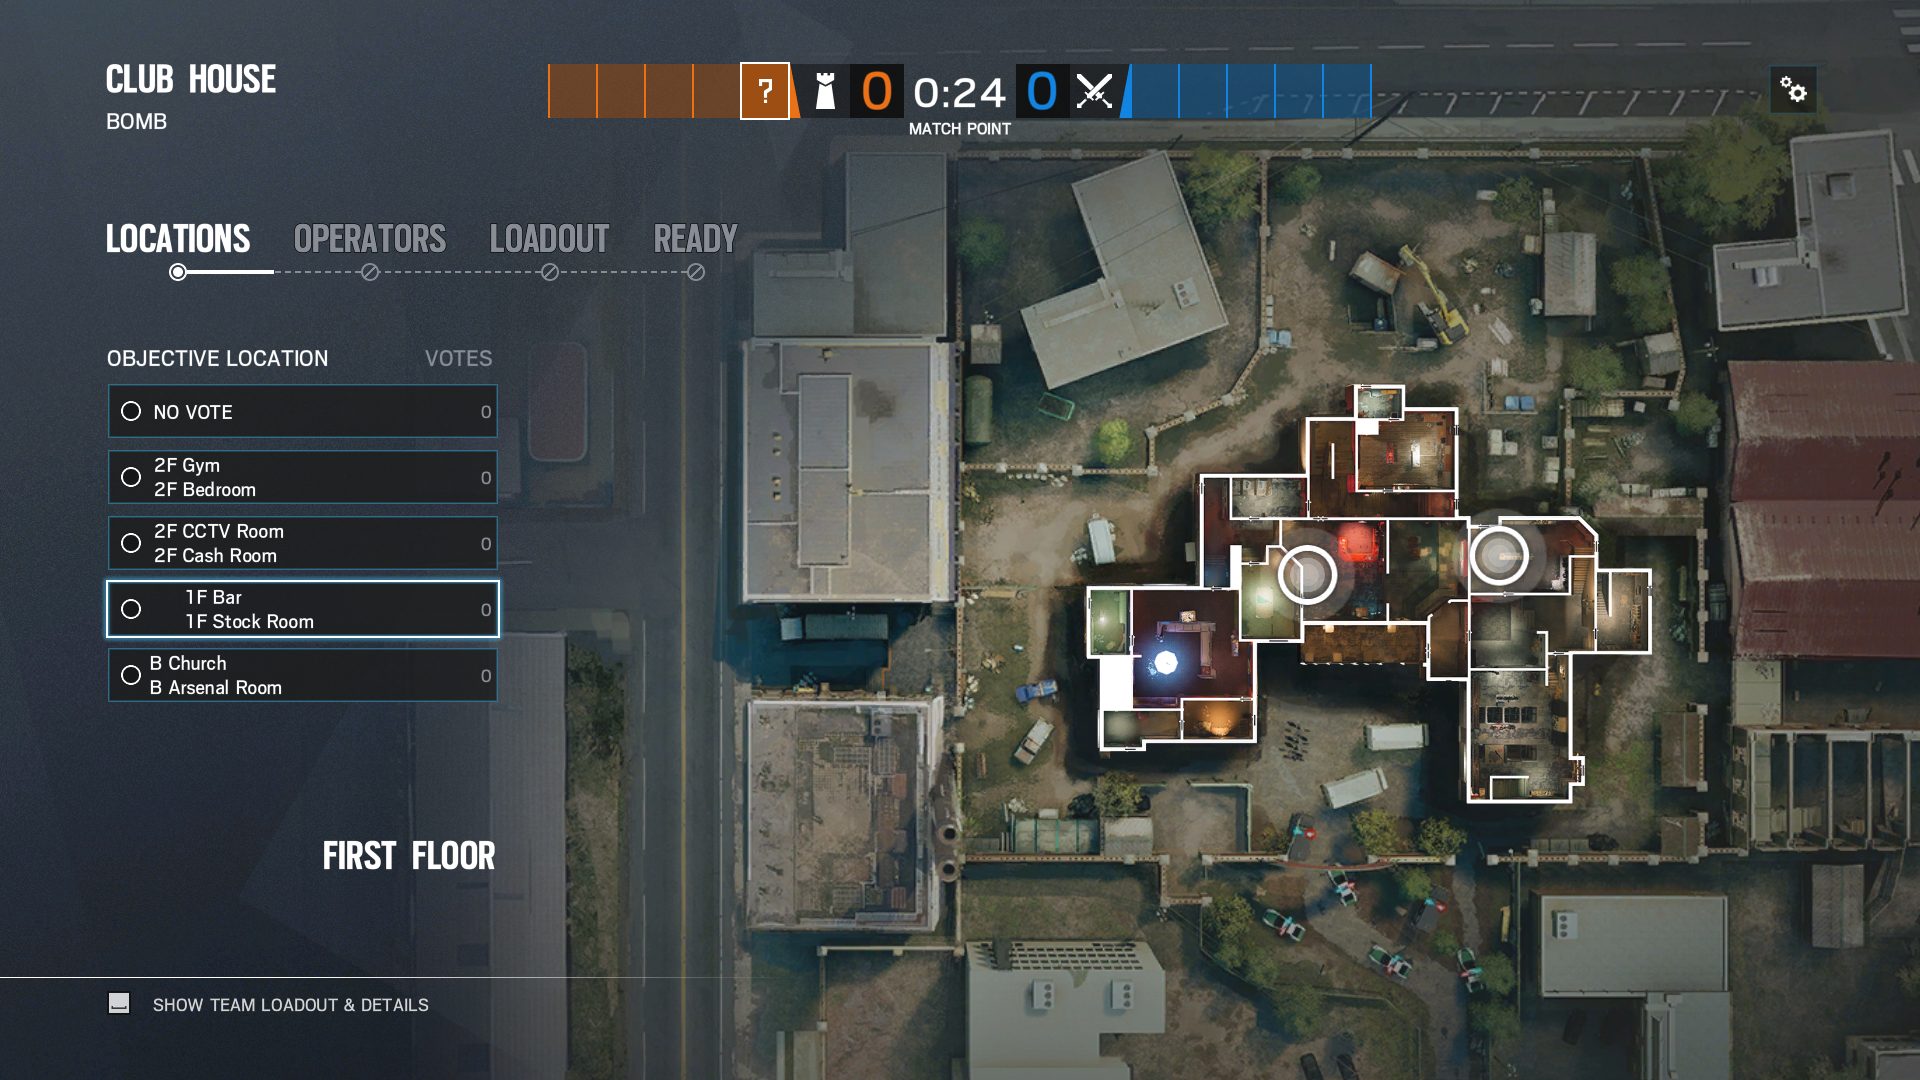 CLUB HOUSE
BOMB
?
0
0:24
0
MATCH POINT
LOCATIONS
OPERATORS
LOADOUT
READY
OBJECTIVE LOCATION
VOTES
NO VOTE
0
2F Gym
2F Bedroom
0
2F CCTV Room
2F Cash Room
0
1F Bar
1F Stock Room
0
B Church
B Arsenal Room
0
FIRST FLOOR
SHOW TEAM LOADOUT & DETAILS